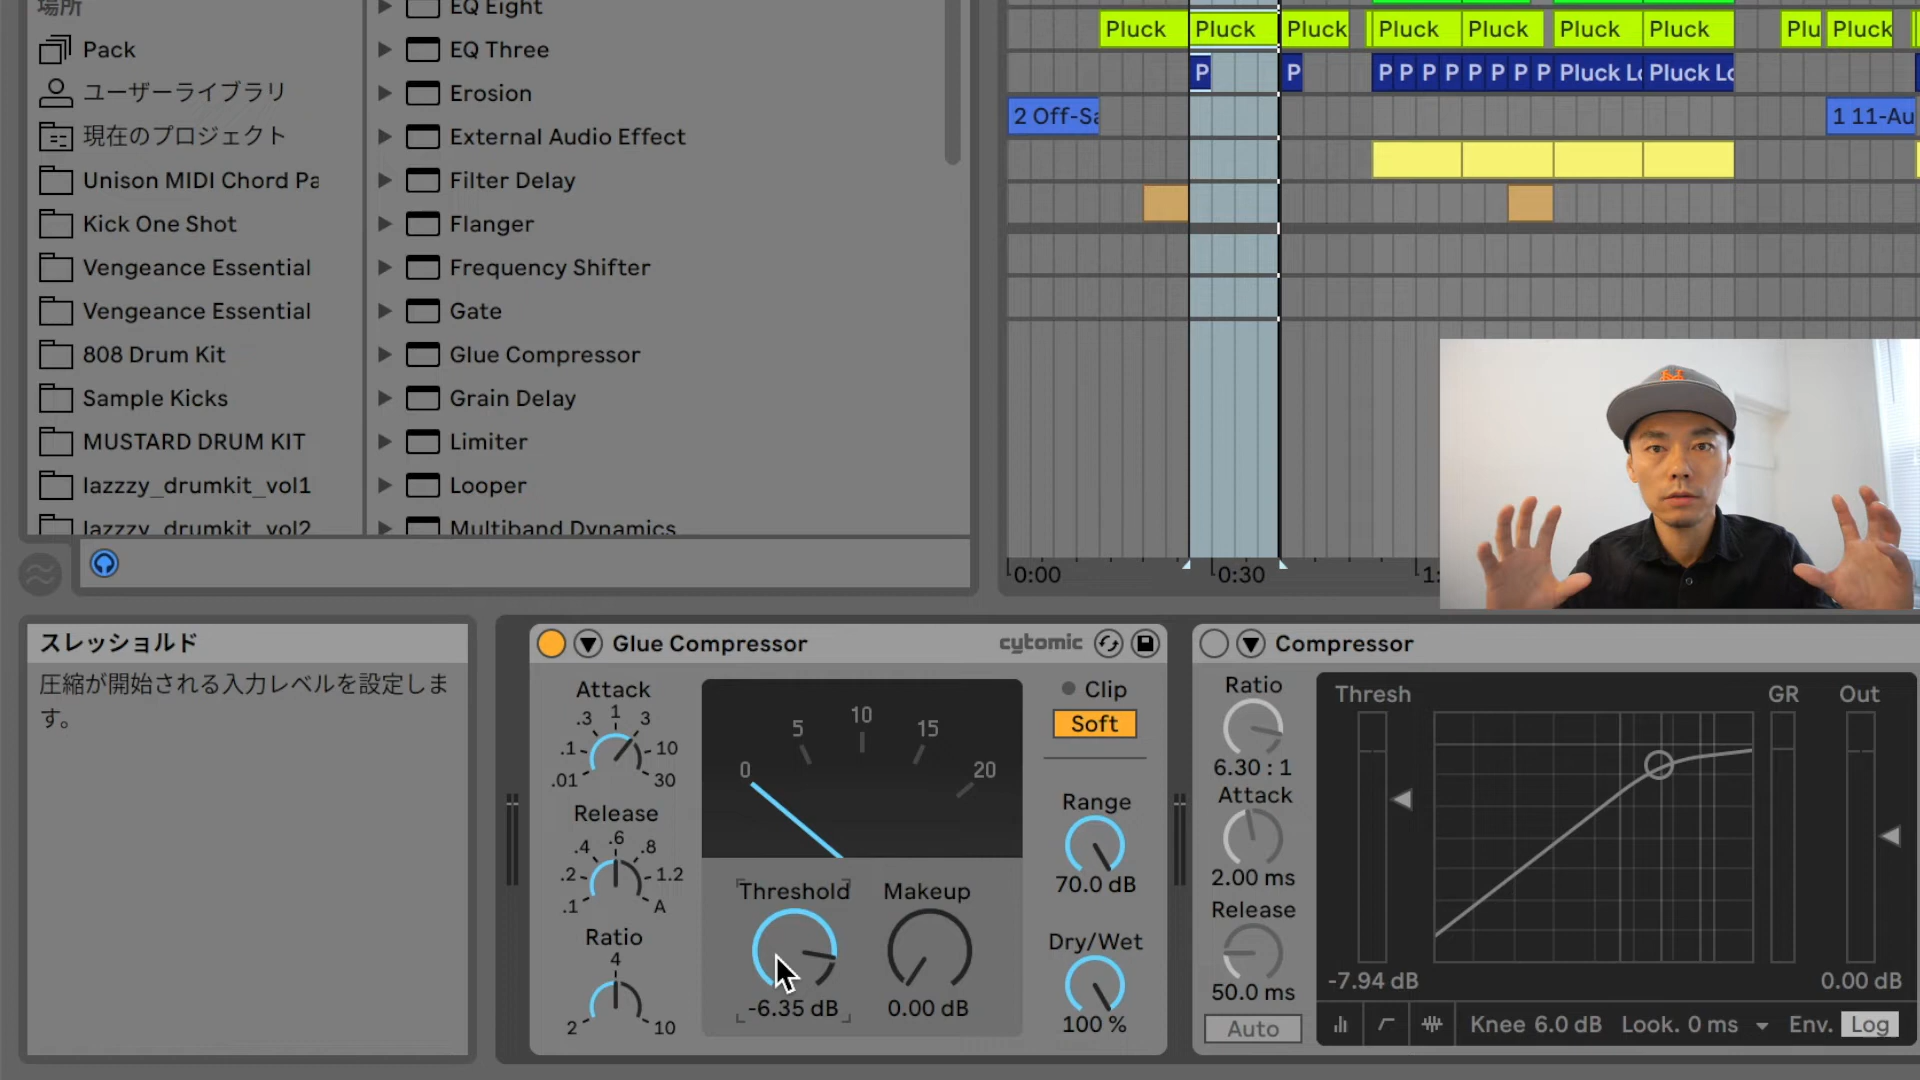 場所
Pack
ユーザーライブラリ
現在のプロジェクト
Unison MIDI Chord Pa
Kick One Shot
Vengeance Essential
Vengeance Essential
808 Drum Kit
Sample Kicks
MUSTARD DRUM KIT
lazzzy_drumkit_vol1
lazzzy_drumkit_vol2
EQ Eight
EQ Three
Erosion
External Audio Effect
Filter Delay
Flanger
Frequency Shifter
Gate
Glue Compressor
Grain Delay
Limiter
Looper
Multiband Dynamics
Pluck Pluck Pluck Pluck Pluck Pluck Pluck Plu Pluck
P P P P P P P P P P Pluck Lo Pluck Lo
2 Off-Sa 1 11-Au
0:00 0:30 1:
スレッショルド
圧縮が開始される入力レベルを設定しま
す。
Glue Compressor cytomic
Attack
.01 .1 .3 1 3 10 30
Release
.1 .2 .4 .6 .8 1.2 A
Ratio
2 4 10
0 5 10 15 20
Threshold
-6.35 dB
Makeup
0.00 dB
Clip
Soft
Range
70.0 dB
Dry/Wet
100 %
Compressor
Ratio
6.30 : 1
Attack
2.00 ms
Release
50.0 ms
Auto
Thresh GR Out
-7.94 dB 0.00 dB
Knee 6.0 dB Look. 0 ms Env. Log